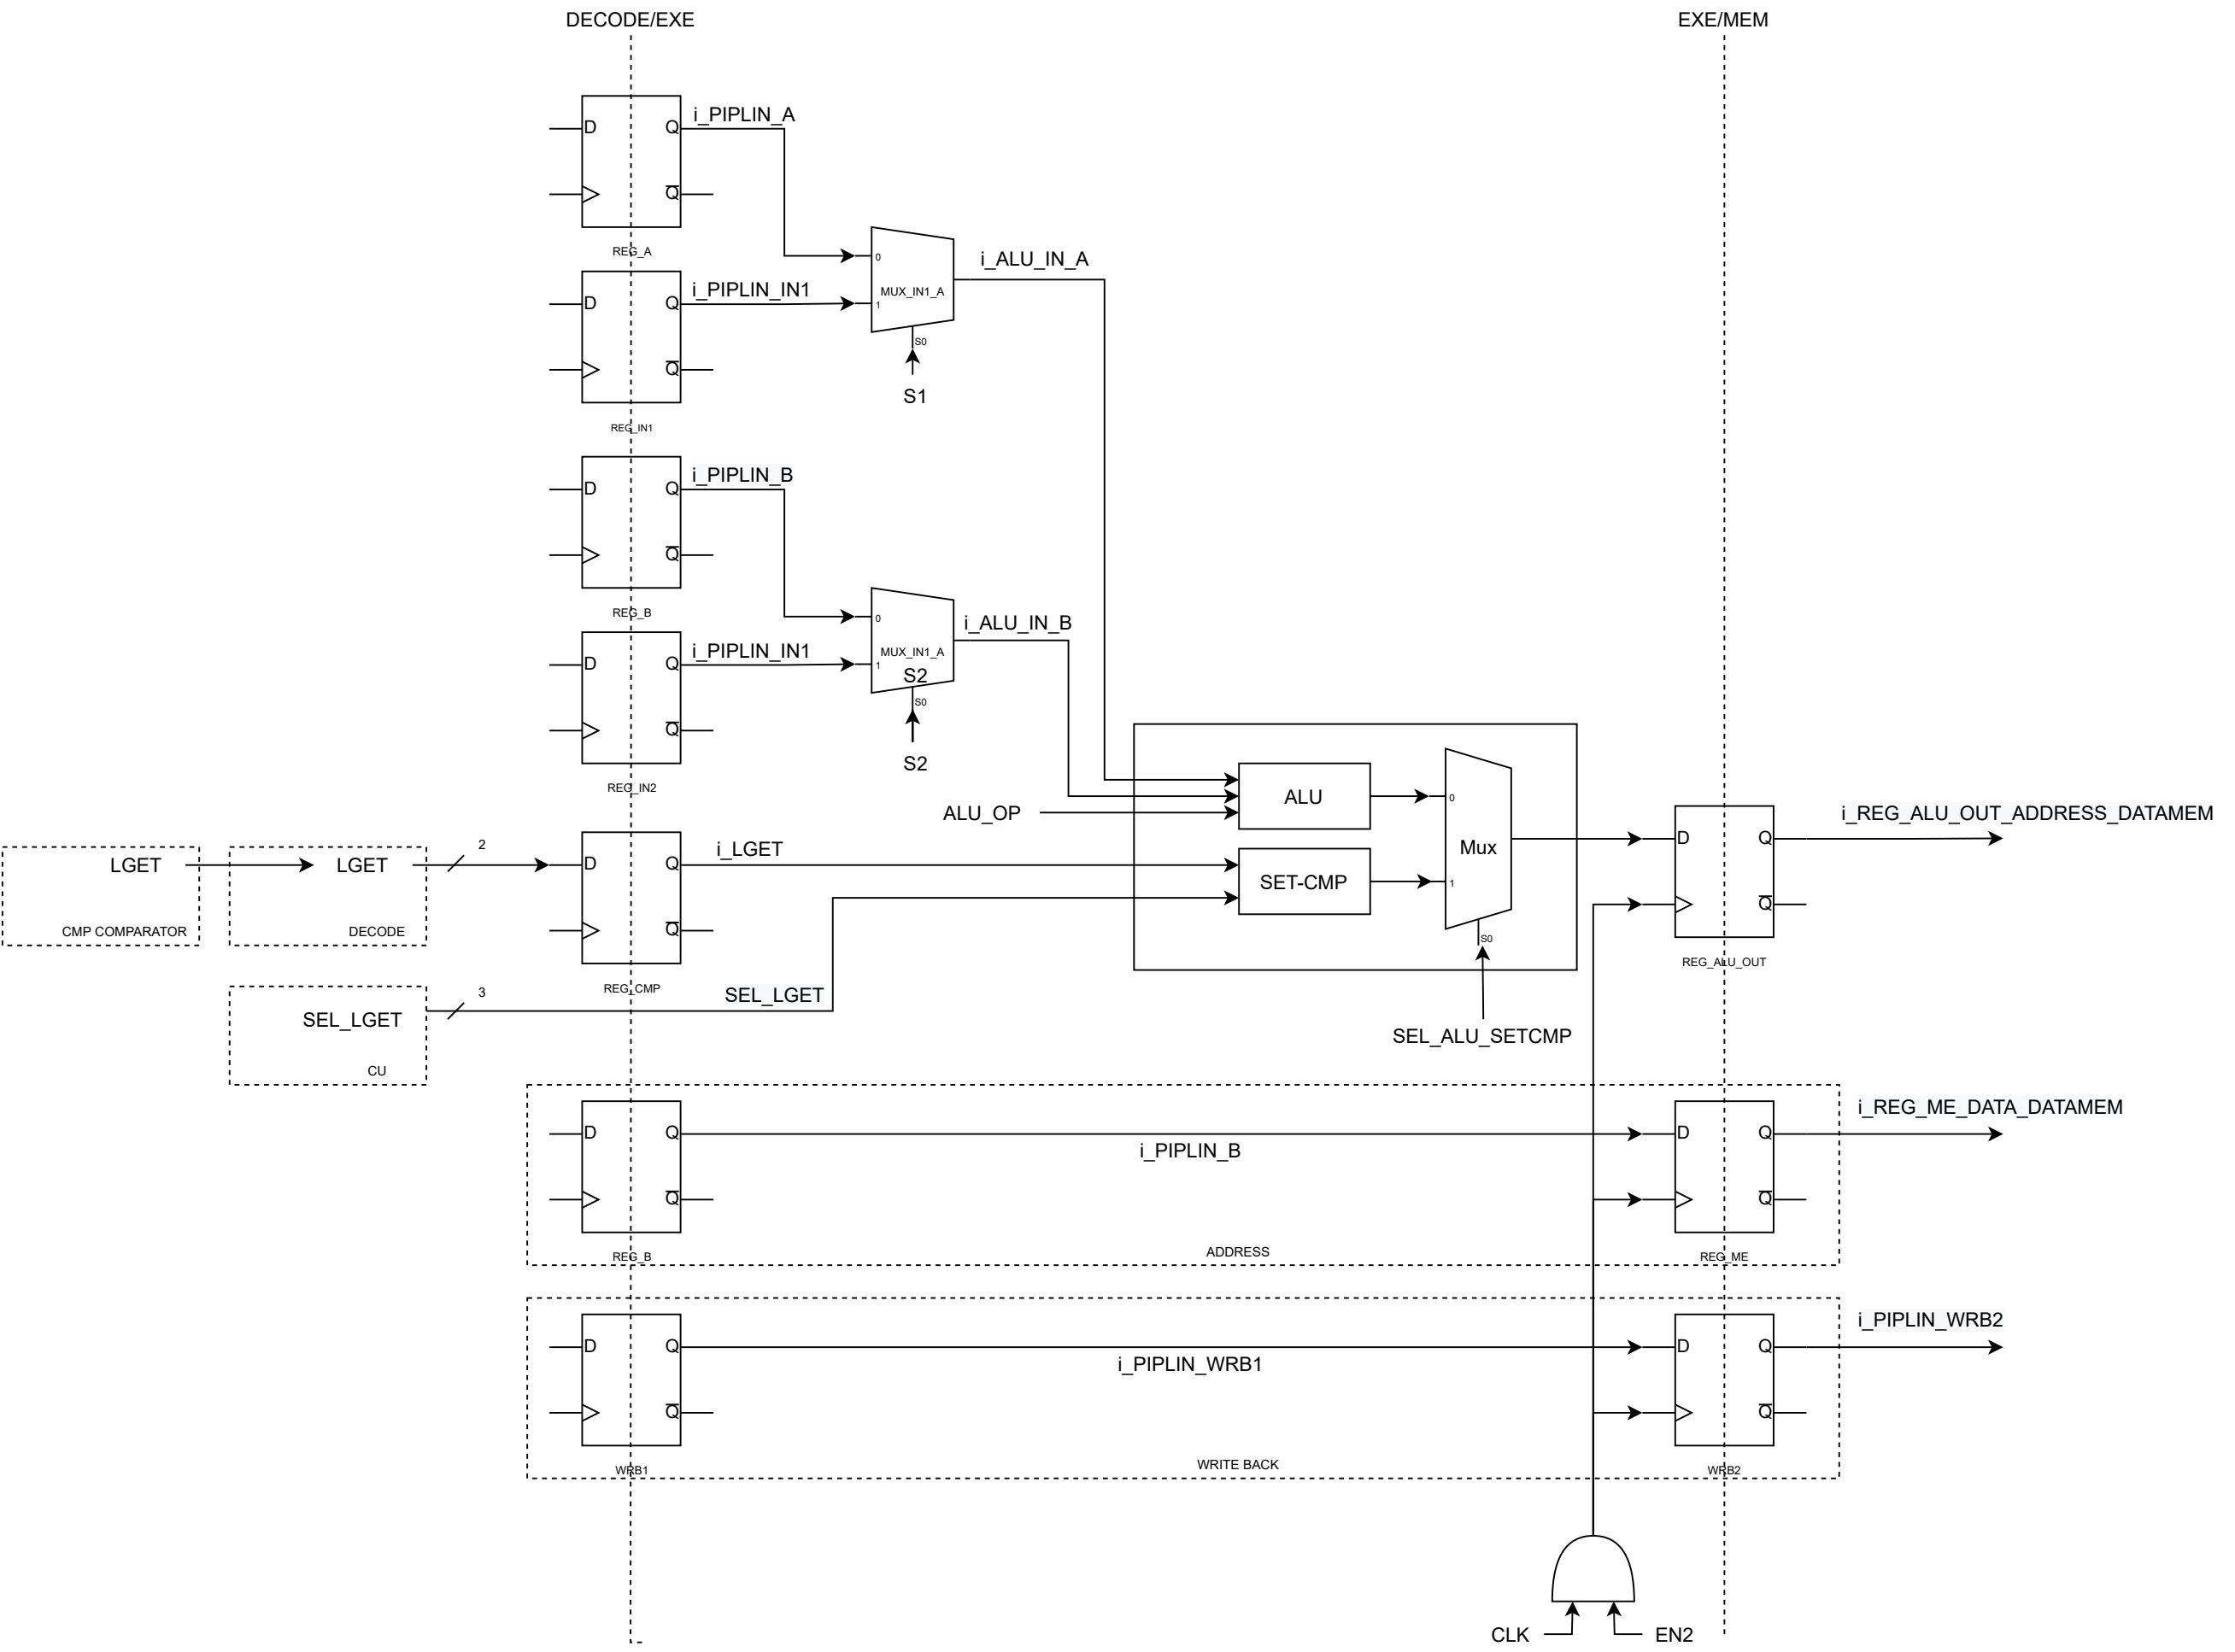 DECODE/EXE
EXE/MEM
i_PIPLIN_A
D
Q
Q
REG_A
0
MUX_IN1_A
1
S0
S1
i_ALU_IN_A
i_PIPLIN_IN1
D
Q
Q
REG_IN1
i_PIPLIN_B
D
Q
Q
REG_B
0
MUX_IN1_A
1
S2
S0
S2
i_ALU_IN_B
i_PIPLIN_IN1
D
Q
Q
REG_IN2
ALU_OP
ALU
SET-CMP
0
Mux
1
S0
SEL_ALU_SETCMP
D
Q
Q
REG_ALU_OUT
i_REG_ALU_OUT_ADDRESS_DATAMEM
LGET
CMP COMPARATOR
LGET
DECODE
2
D
Q
Q
REG_CMP
i_LGET
SEL_LGET
CU
3
SEL_LGET
D
Q
Q
REG_B
i_PIPLIN_B
ADDRESS
D
Q
Q
REG_ME
i_REG_ME_DATA_DATAMEM
D
Q
Q
WRB1
i_PIPLIN_WRB1
WRITE BACK
D
Q
Q
WRB2
i_PIPLIN_WRB2
CLK
EN2